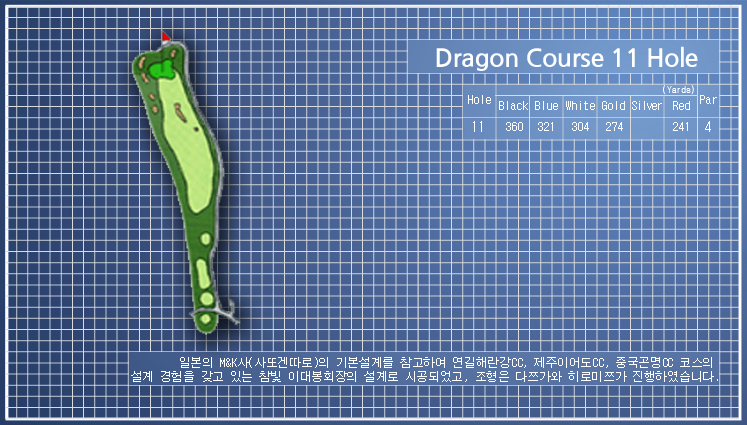 Dragon Course 11 Hole
(Yards)
Hole Black Blue White Gold Silver Red Par
11 360 321 304 274 241 4
일본의 M&K사(사또겐따로)의 기본설계를 참고하여 연길해란강CC, 제주이어도CC, 중국곤명CC 코스의
설계 경험을 갖고 있는 참빛 이대봉회장의 설계로 시공되었고, 조형은 다쯔가와 히로미쯔가 진행하였습니다.